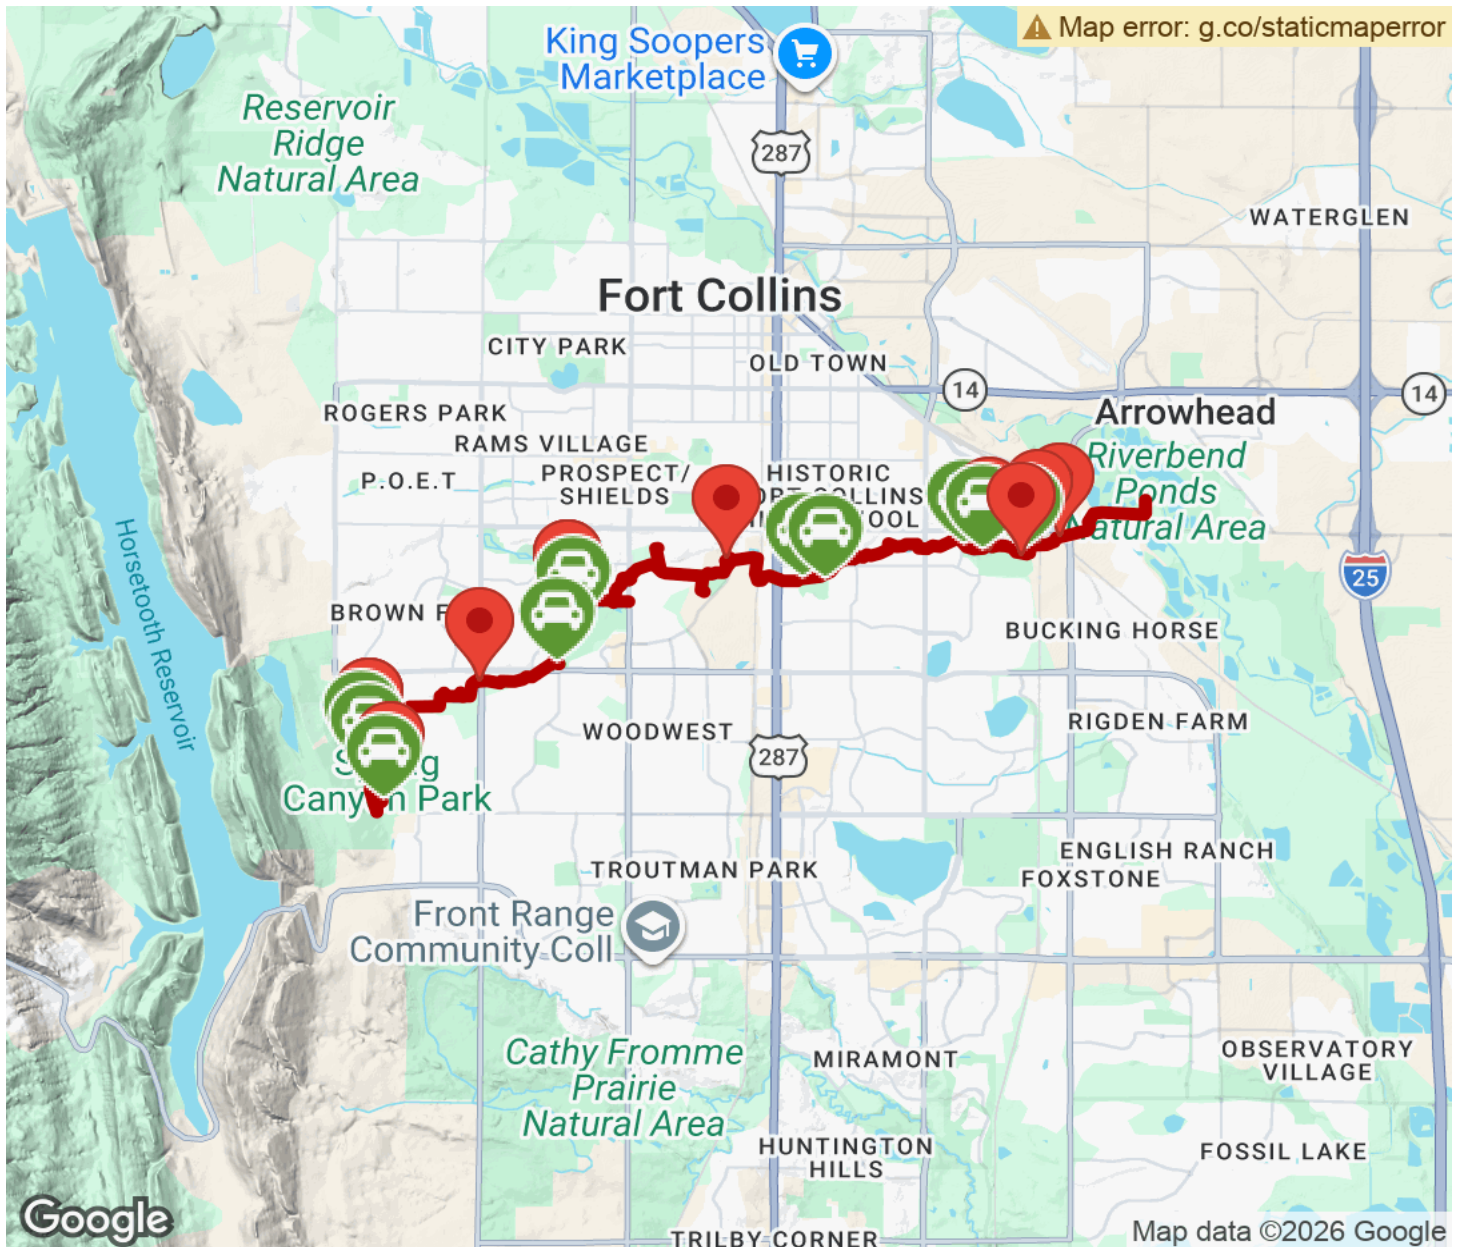 Map error: g.co/staticmaperror
King Soopers
Marketplace
Reservoir
Ridge
Natural Area
287
WATERGLEN
Fort Collins
CITY PARK
OLD TOWN
14
14
ROGERS PARK
Arrowhead
RAMS VILLAGE
P.O.E.T
PROSPECT/
SHIELDS
HISTORIC
Riverbend
Ponds
Natural Area
Horsetooth Reservoir
25
BROWN F
BUCKING HORSE
WOODWEST
RIGDEN FARM
287
Canyon Park
TROUTMAN PARK
ENGLISH RANCH
FOXSTONE
Front Range
Community Coll
Cathy Fromme
Prairie
Natural Area
MIRAMONT
OBSERVATORY
VILLAGE
HUNTINGTON
HILLS
FOSSIL LAKE
Google
TRILBY CORNER
Map data ©2026 Google